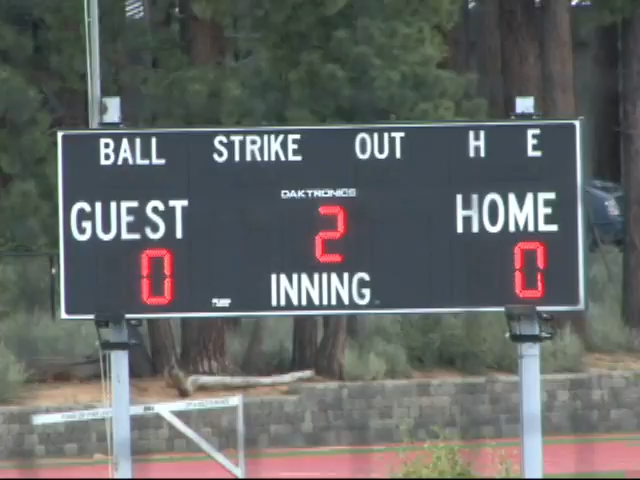 BALL STRIKE OUT H E
DAKTRONICS
GUEST 2 HOME
0 INNING 0